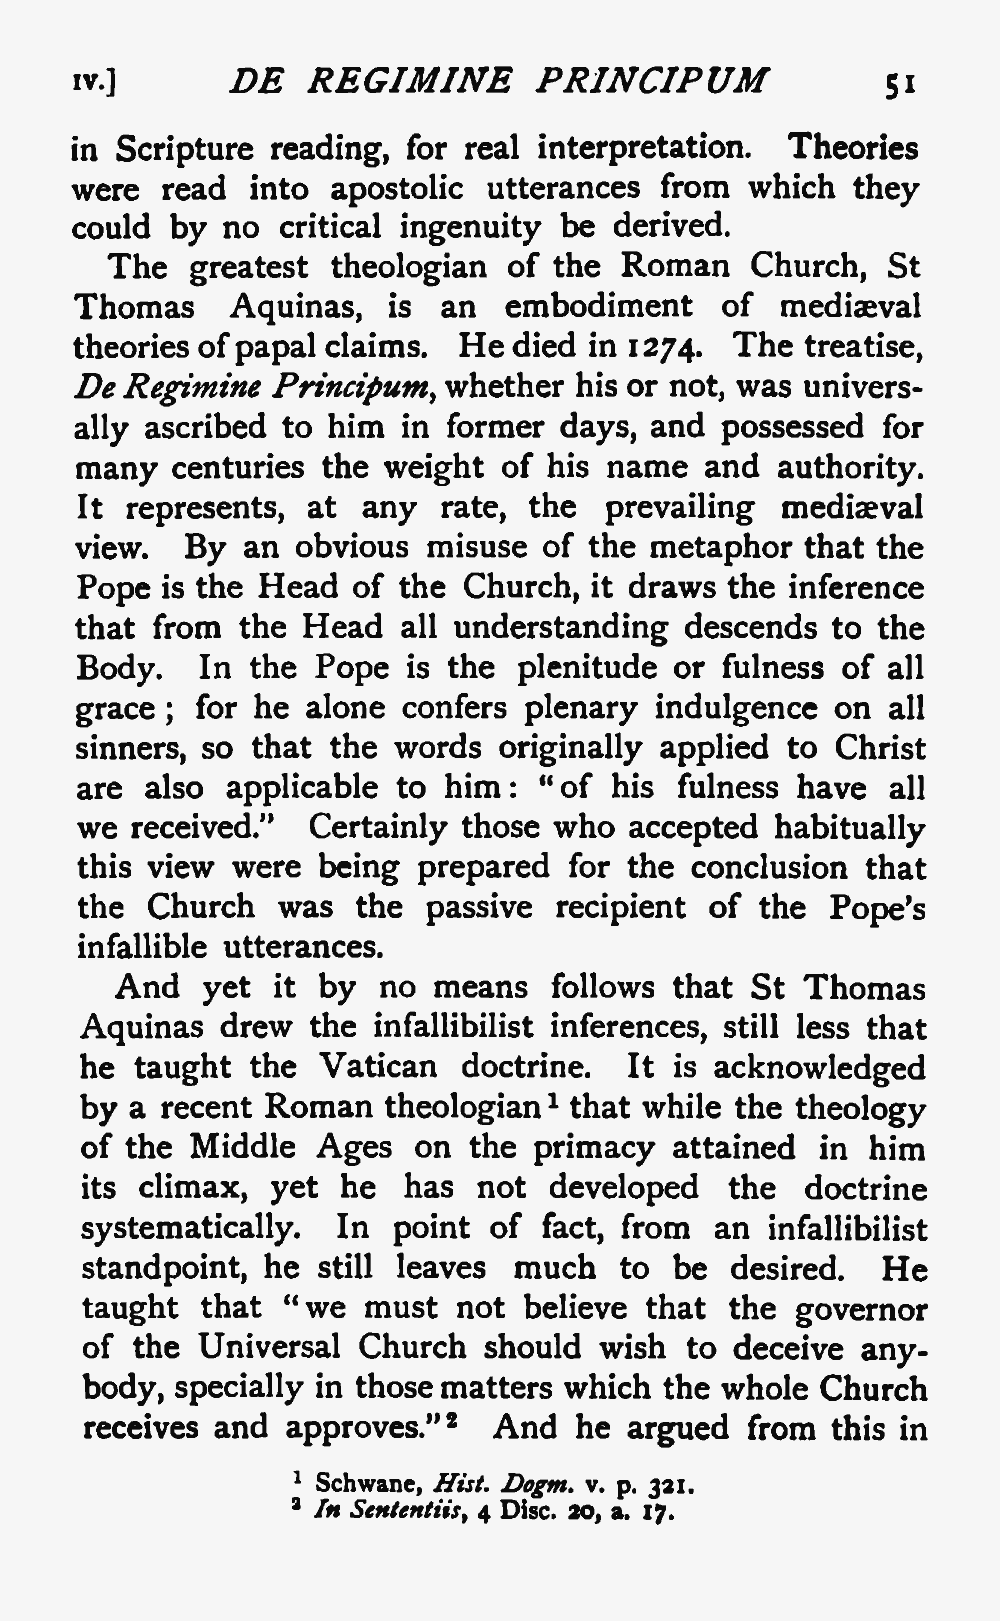 IV.] DE REGIMINE PRINCIPUM 51
in Scripture reading, for real interpretation. Theories
were read into apostolic utterances from which they
could by no critical ingenuity be derived.
The greatest theologian of the Roman Church, St
Thomas Aquinas, is an embodiment of mediæval
theories of papal claims. He died in 1274. The treatise,
De Regimine Principum, whether his or not, was univers-
ally ascribed to him in former days, and possessed for
many centuries the weight of his name and authority.
It represents, at any rate, the prevailing mediæval
view. By an obvious misuse of the metaphor that the
Pope is the Head of the Church, it draws the inference
that from the Head all understanding descends to the
Body. In the Pope is the plenitude or fulness of all
grace ; for he alone confers plenary indulgence on all
sinners, so that the words originally applied to Christ
are also applicable to him : "of his fulness have all
we received." Certainly those who accepted habitually
this view were being prepared for the conclusion that
the Church was the passive recipient of the Pope's
infallible utterances.
And yet it by no means follows that St Thomas
Aquinas drew the infallibilist inferences, still less that
he taught the Vatican doctrine. It is acknowledged
by a recent Roman theologian¹ that while the theology
of the Middle Ages on the primacy attained in him
its climax, yet he has not developed the doctrine
systematically. In point of fact, from an infallibilist
standpoint, he still leaves much to be desired. He
taught that "we must not believe that the governor
of the Universal Church should wish to deceive any-
body, specially in those matters which the whole Church
receives and approves."² And he argued from this in
¹ Schwane, Hist. Dogm. v. p. 321.
² In Sententiis, 4 Disc. 20, a. 17.